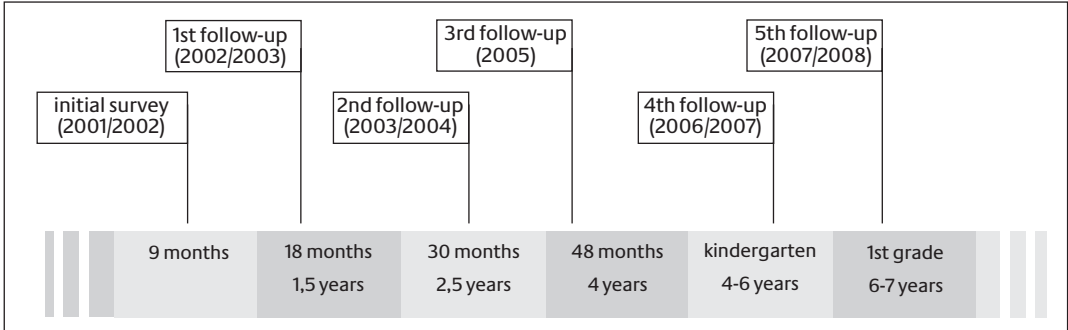 1st follow-up
(2002/2003)
3rd follow-up
(2005)
5th follow-up
(2007/2008)
initial survey
(2001/2002)
2nd follow-up
(2003/2004)
4th follow-up
(2006/2007)
9 months
18 months
30 months
48 months
kindergarten
1st grade
1,5 years
2,5 years
4 years
4-6 years
6-7 years